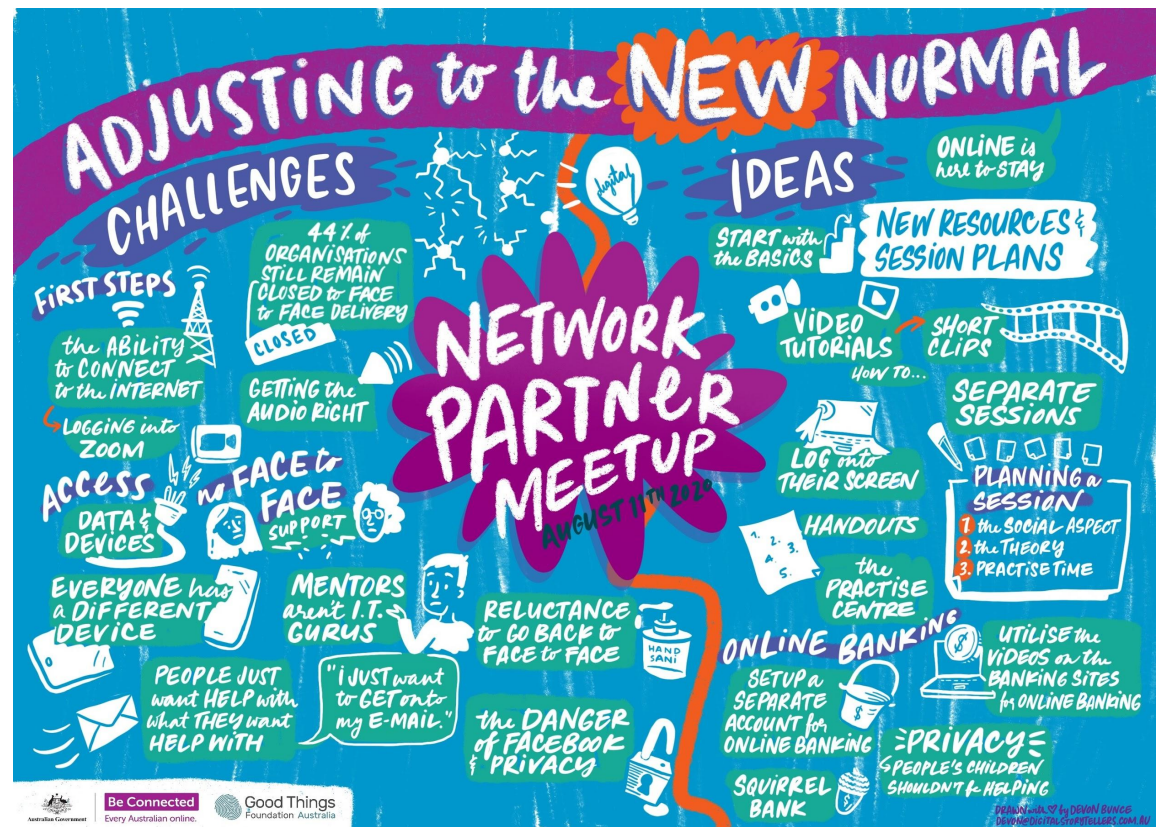 ADJUSTING to the NEW NORMAL
CHALLENGES
FIRST STEPS
the ABILITY
to CONNECT
to the INTERNET
LOGGING into
ZOOM
44% of
ORGANISATIONS
STILL REMAIN
CLOSED to FACE
to FACE DELIVERY
CLOSED
GETTING the
AUDIO RIGHT
ACCESS
DATA &
DEVICES
no FACE to
FACE
SUPPORT
EVERYONE has
a DIFFERENT
DEVICE
MENTORS
aren't I.T.
GURUS
PEOPLE JUST
want HELP with
what THEY want
HELP WITH
"I JUST want
to GET onto
my E-MAIL."
RELUCTANCE
to GO BACK to
FACE to FACE
HAND
SANI
the DANGER
of FACEBOOK
& PRIVACY
digital
NETWORK
PARTNER
MEETUP
AUGUST 11TH 2020
IDEAS
ONLINE is
here to STAY
START with
the BASICS
NEW RESOURCES &
SESSION PLANS
VIDEO
TUTORIALS
HOW TO...
SHORT
CLIPS
SEPARATE
SESSIONS
LOG onto
THEIR SCREEN
PLANNING a
SESSION
1. the SOCIAL ASPECT
2. the THEORY
3. PRACTISE TIME
1. 2. 3.
4.
5.
HANDOUTS
the
PRACTISE
CENTRE
ONLINE BANKING
SETUP a
SEPARATE
ACCOUNT for
ONLINE BANKING
$
$
UTILISE the
VIDEOS on the
BANKING SITES
for ONLINE BANKING
SQUIRREL
BANK
PRIVACY
PEOPLE'S CHILDREN
SHOULDN'T be HELPING
Australian Government
Be Connected
Every Australian online.
Good Things
Foundation Australia
DRAWN with ♡ by DEVON BUNCE
DEVON@DIGITALSTORYTELLERS.COM.AU